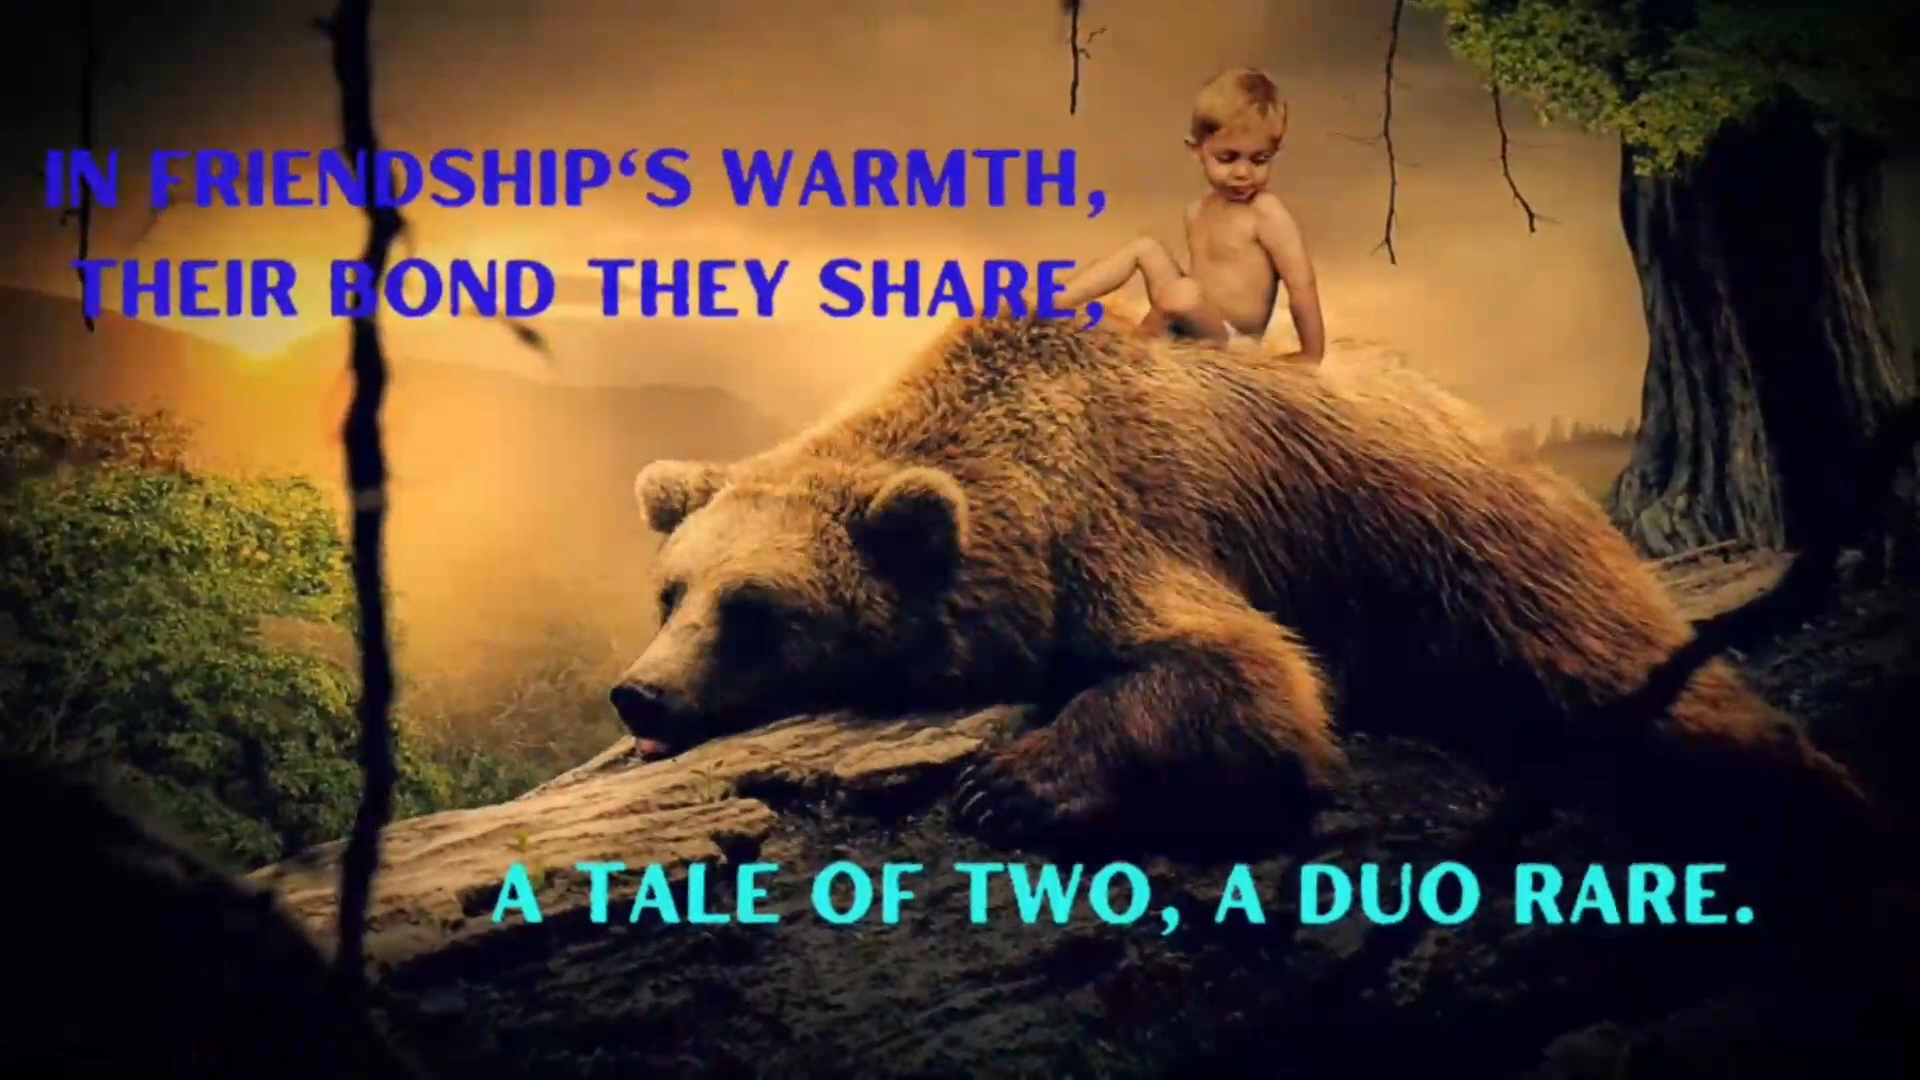 IN FRIENDSHIP‘S WARMTH,
THEIR BOND THEY SHARE,
A TALE OF TWO, A DUO RARE.